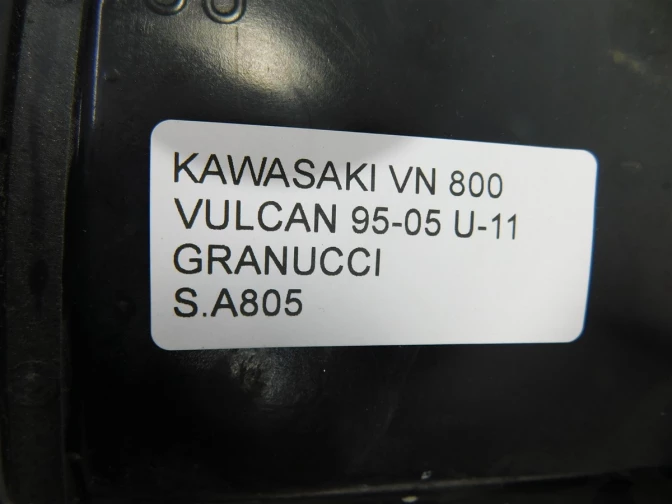 KAWASAKI VN 800
VULCAN 95-05 U-11
GRANUCCI
S.A805